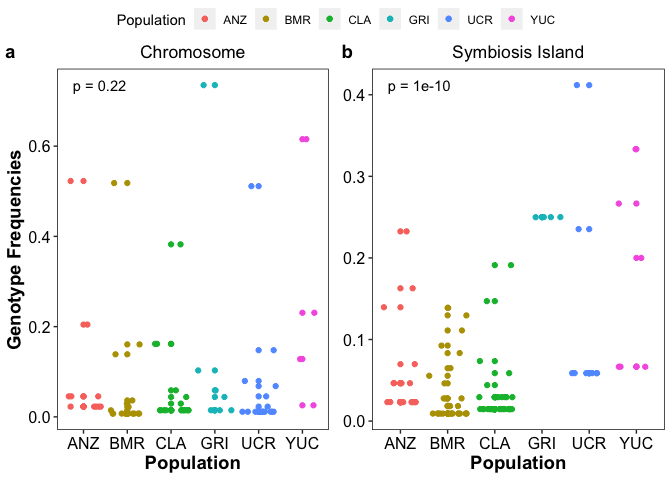 Population ANZ BMR CLA GRI UCR YUC
a Chromosome
b Symbiosis Island
p = 0.22
p = 1e-10
Genotype Frequencies
0.6
0.4
0.2
0.0
0.4
0.3
0.2
0.1
0.0
ANZ BMR CLA GRI UCR YUC
Population
ANZ BMR CLA GRI UCR YUC
Population